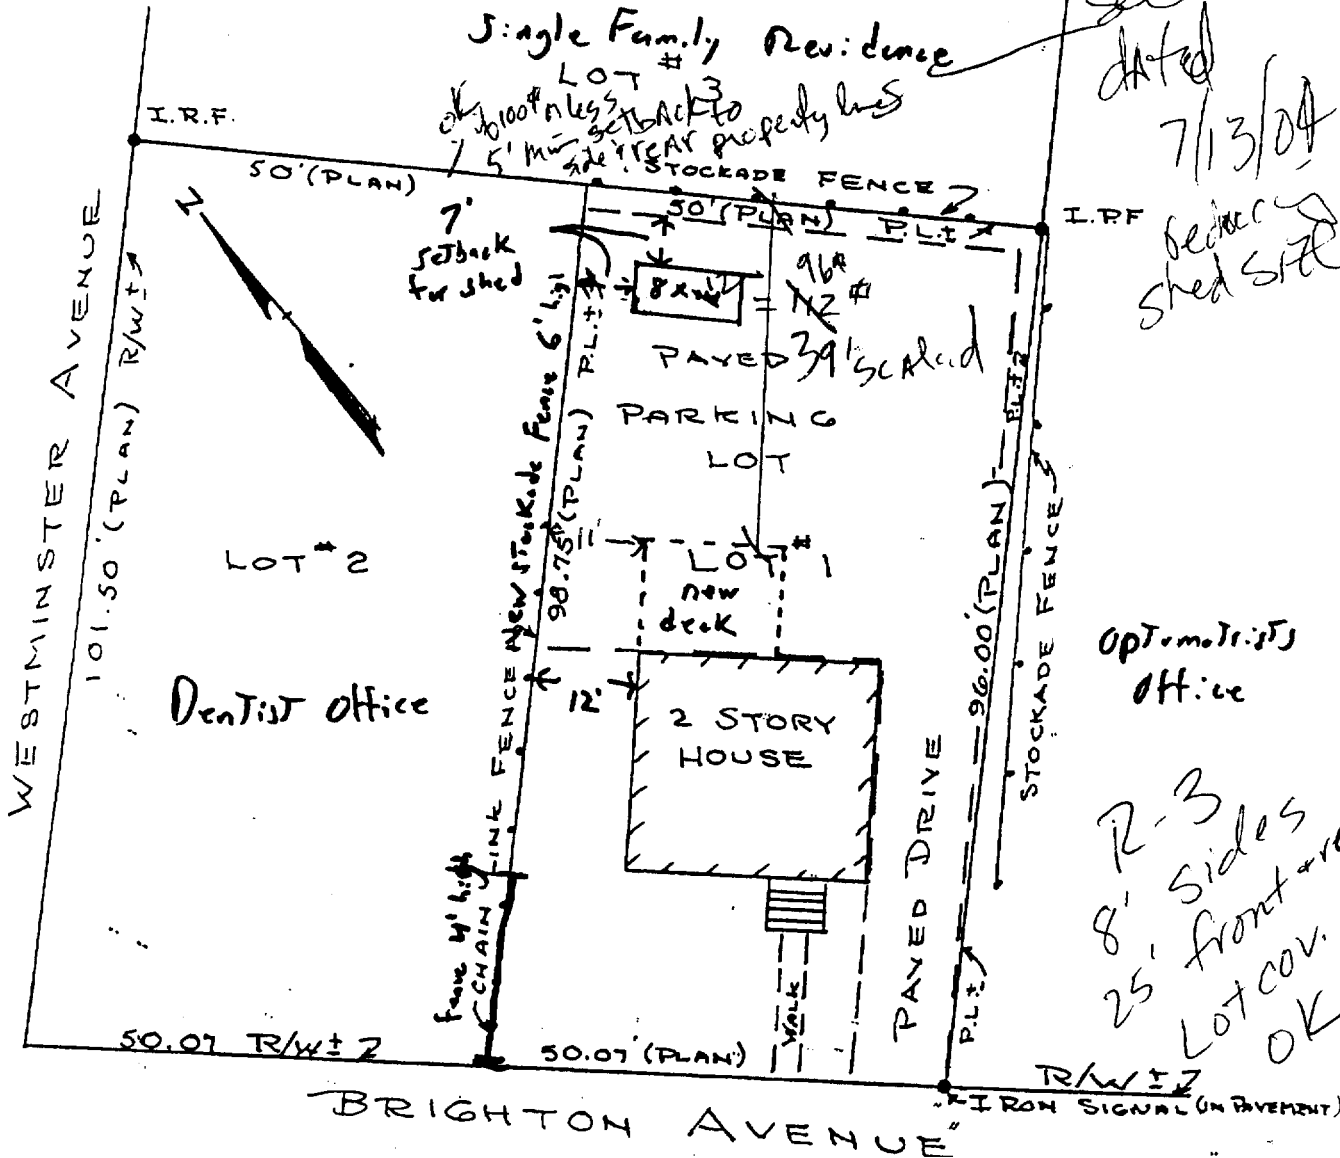 Single Family Residence
LOT #
3
ok 100# or less
5' min setback to
side & rear property lines
dated
7/13/04
reducing
shed size
I.R.F.
50' (PLAN)
STOCKADE FENCE
50' (PLAN)
P.L.±
I.P.F
7'
setback
for shed
8 x
96#
112 #
39' scaled
PAVED
PARKING
LOT
WESTMINSTER AVENUE
101.50' (PLAN) R/W±
LOT #2
Dentist Office
New Stockade Fence 6' high
P.L.±
98.75' (PLAN)
11'
LOT #1
new
deck
12'
2 STORY
HOUSE
P.L.±
96.00' (PLAN)
STOCKADE FENCE
Optometrists
Office
R-3
8' Sides
25' front &
Lot cov.
OK
CHAIN LINK FENCE
4' high
WALK
PAVED DRIVE
P.L.±
50.07 R/W±
50.07' (PLAN)
R/W±
IRON SIGNAL (IN PAVEMENT)
BRIGHTON AVENUE